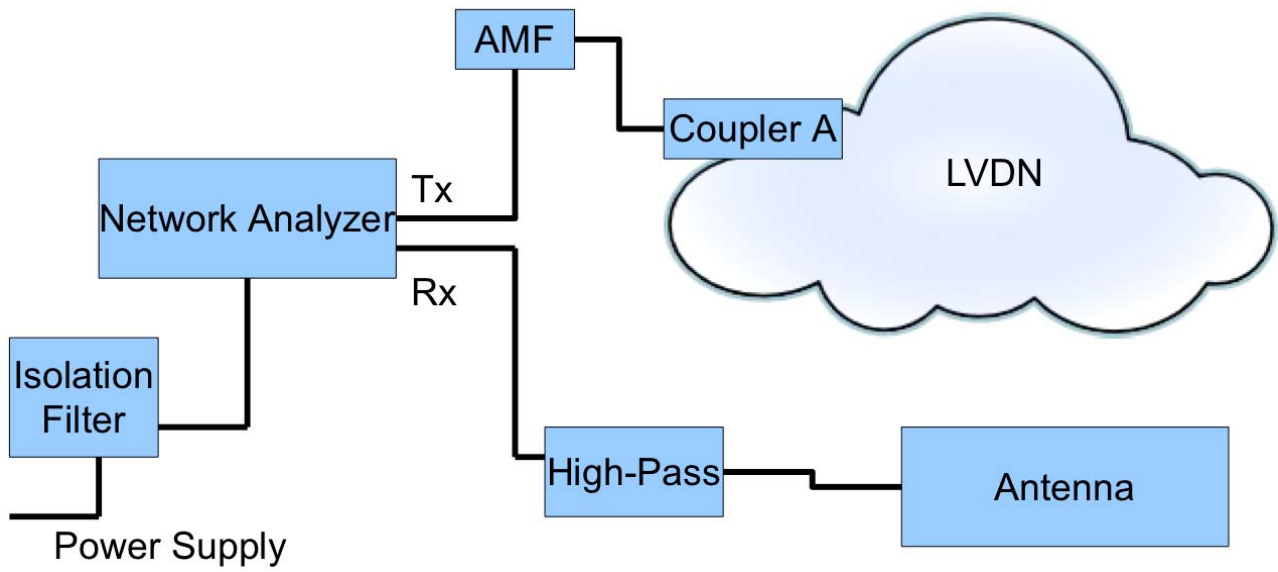 AMF
Coupler A
LVDN
Network Analyzer
Tx
Rx
Isolation
Filter
High-Pass
Antenna
Power Supply